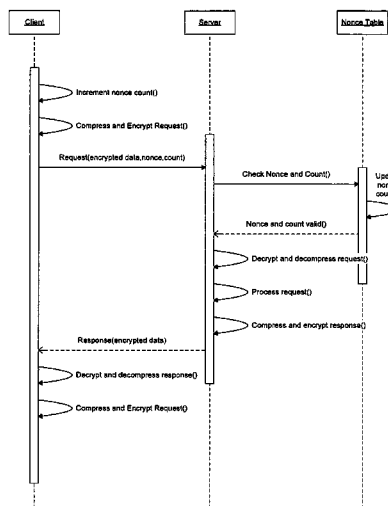 Client
Server
Nonce Table
Increment nonce count()
Compress and Encrypt Request()
Request(encrypted data,nonce,count)
Check Nonce and Count()
non
cou
Nonce and count valid()
Decrypt and decompress request()
Process request()
Compress and encrypt response()
Response(encrypted data)
Decrypt and decompress response()
Compress and Encrypt Request()